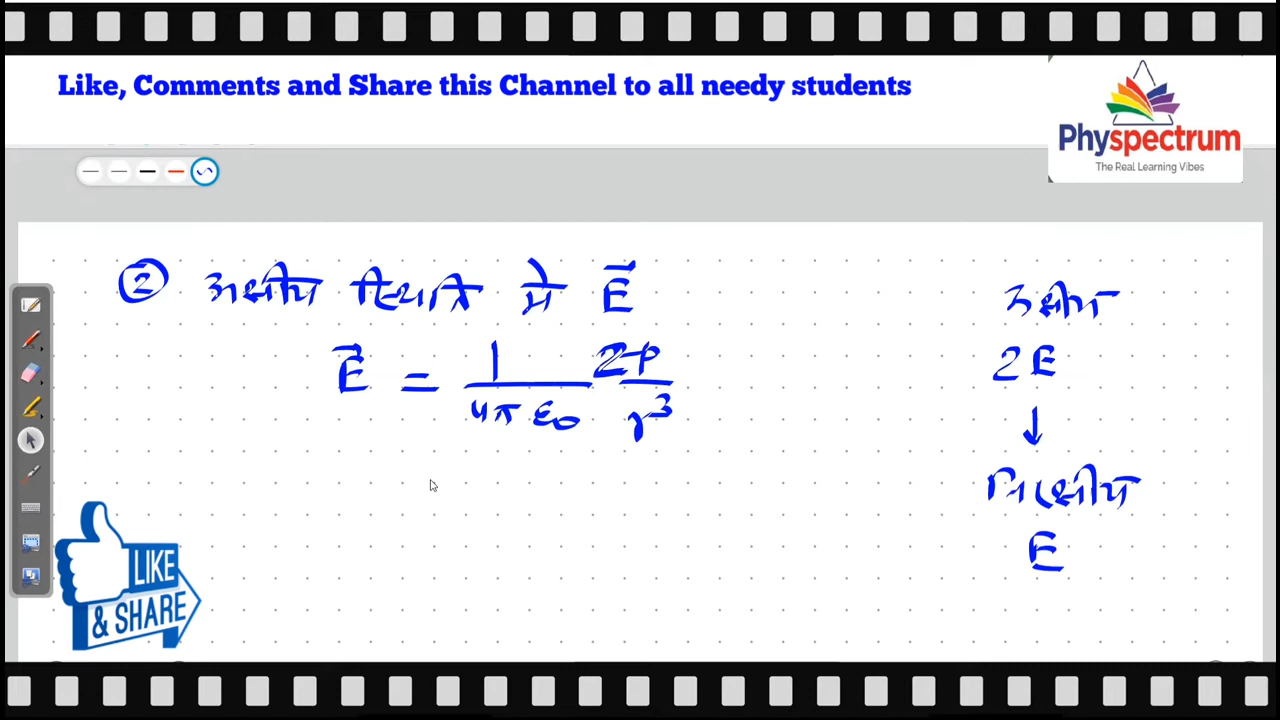 Like, Comments and Share this Channel to all needy students
Physpectrum
The Real Learning Vibes
② अक्षीय स्थिति में E⃗
E⃗ = 1/4πε₀ 2p/r³
अक्षीय
2E
↓
निरक्षीय
E
LIKE
& SHARE